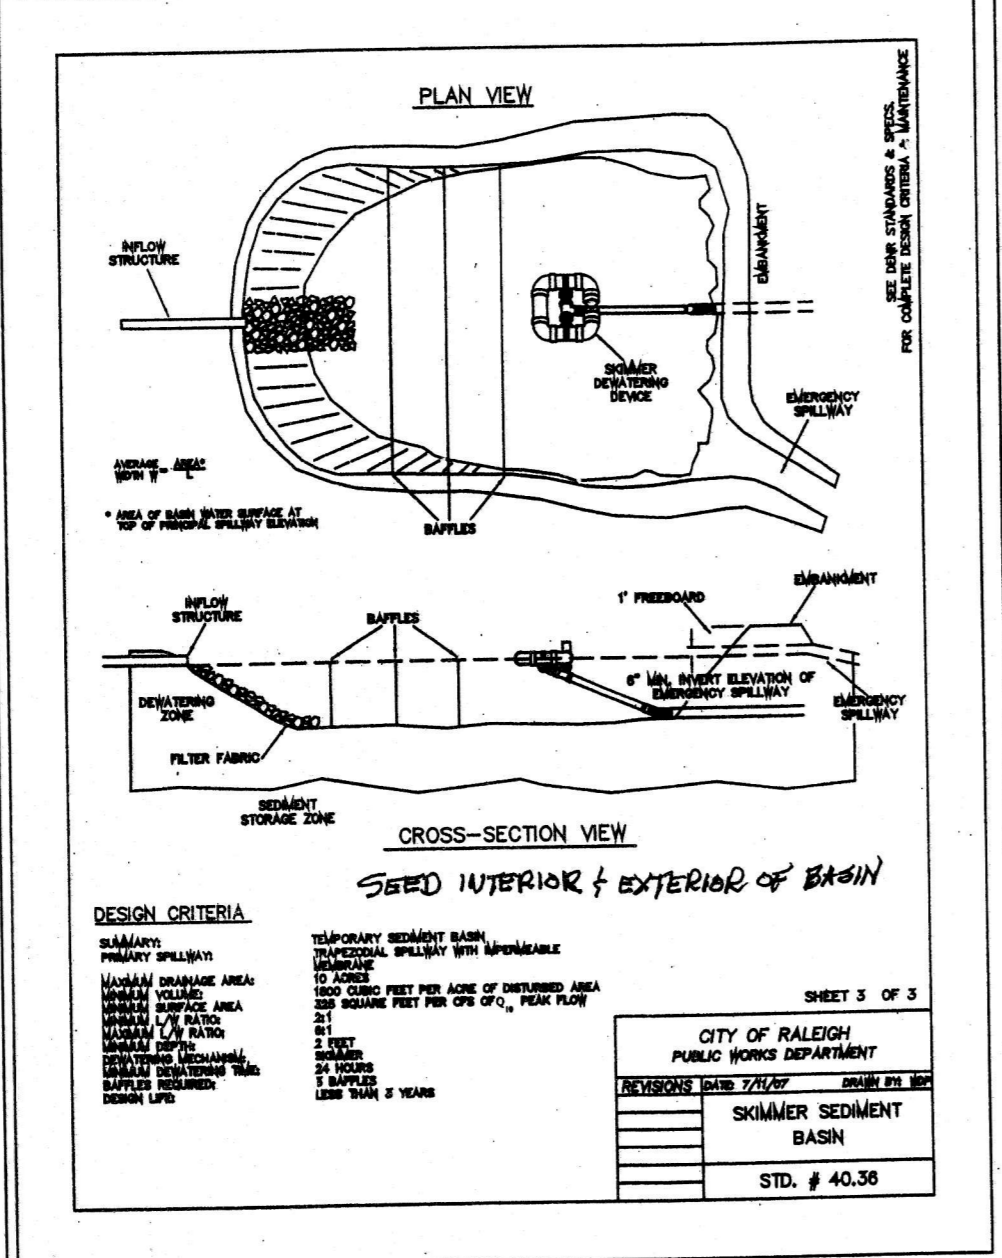 PLAN VIEW
SEE DENR STANDARDS & SPECS.
FOR COMPLETE DESIGN CRITERIA & MAINTENANCE
INFLOW
STRUCTURE
EMBANKMENT
SKIMMER
DEWATERING
DEVICE
EMERGENCY
SPILLWAY
AVERAGE
WIDTH W = AREA*
L
* AREA OF BASIN WATER SURFACE AT
TOP OF PRINCIPAL SPILLWAY ELEVATION
BAFFLES
INFLOW
STRUCTURE
BAFFLES
1' FREEBOARD
EMBANKMENT
DEWATERING
ZONE
6" MIN. INVERT ELEVATION OF
EMERGENCY SPILLWAY
EMERGENCY
SPILLWAY
FILTER FABRIC
SEDIMENT
STORAGE ZONE
CROSS-SECTION VIEW
SEED INTERIOR & EXTERIOR OF BASIN
DESIGN CRITERIA
SUMMARY: TEMPORARY SEDIMENT BASIN
PRIMARY SPILLWAY: TRAPEZODIAL SPILLWAY WITH IMPERMEABLE
MEMBRANE
MAXIMUM DRAINAGE AREA: 10 ACRES
MINIMUM VOLUME: 1800 CUBIC FEET PER ACRE OF DISTURBED AREA
MINIMUM SURFACE AREA 325 SQUARE FEET PER CFS OF Q10 PEAK FLOW
MINIMUM L/W RATIO: 2:1
MAXIMUM L/W RATIO: 6:1
MINIMUM DEPTH: 2 FEET
DEWATERING MECHANISM: SKIMMER
MINIMUM DEWATERING TIME: 24 HOURS
BAFFLES REQUIRED: 3 BAFFLES
DESIGN LIFE: LESS THAN 3 YEARS
SHEET 3 OF 3
CITY OF RALEIGH
PUBLIC WORKS DEPARTMENT
REVISIONS DATE: 7/11/07 DRAWN BY: WDP
SKIMMER SEDIMENT
BASIN
STD. # 40.36